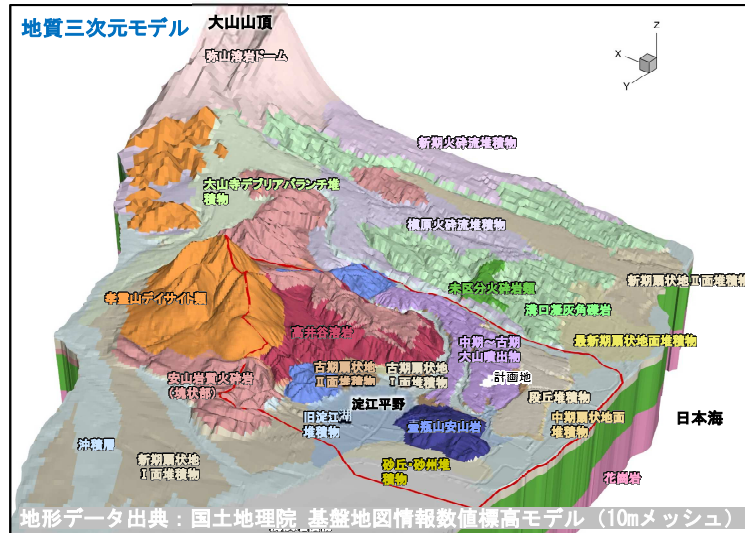 地質三次元モデル
大山山頂
弥山溶岩ドーム
Z
X
Y
新期火砕流堆積物
大山寺デブリアバランチ堆
積物
槙原火砕流堆積物
新期扇状地Ⅱ面堆積物
未区分火砕岩類
溝口凝灰角礫岩
孝霊山デイサイト類
高井谷溶岩
中期～古期
大山噴出物
最新期扇状地面堆積物
古期扇状地
Ⅱ面堆積物
古期扇状地
Ⅰ面堆積物
計画地
安山岩質火砕岩
(塊状部)
段丘堆積物
淀江平野
旧淀江湖
堆積物
壺瓶山安山岩
中期扇状地面
堆積物
日本海
沖積層
新期扇状地
Ⅰ面堆積物
砂丘・砂州堆
積物
花崗岩
地形データ出典：国土地理院 基盤地図情報数値標高モデル（10mメッシュ）